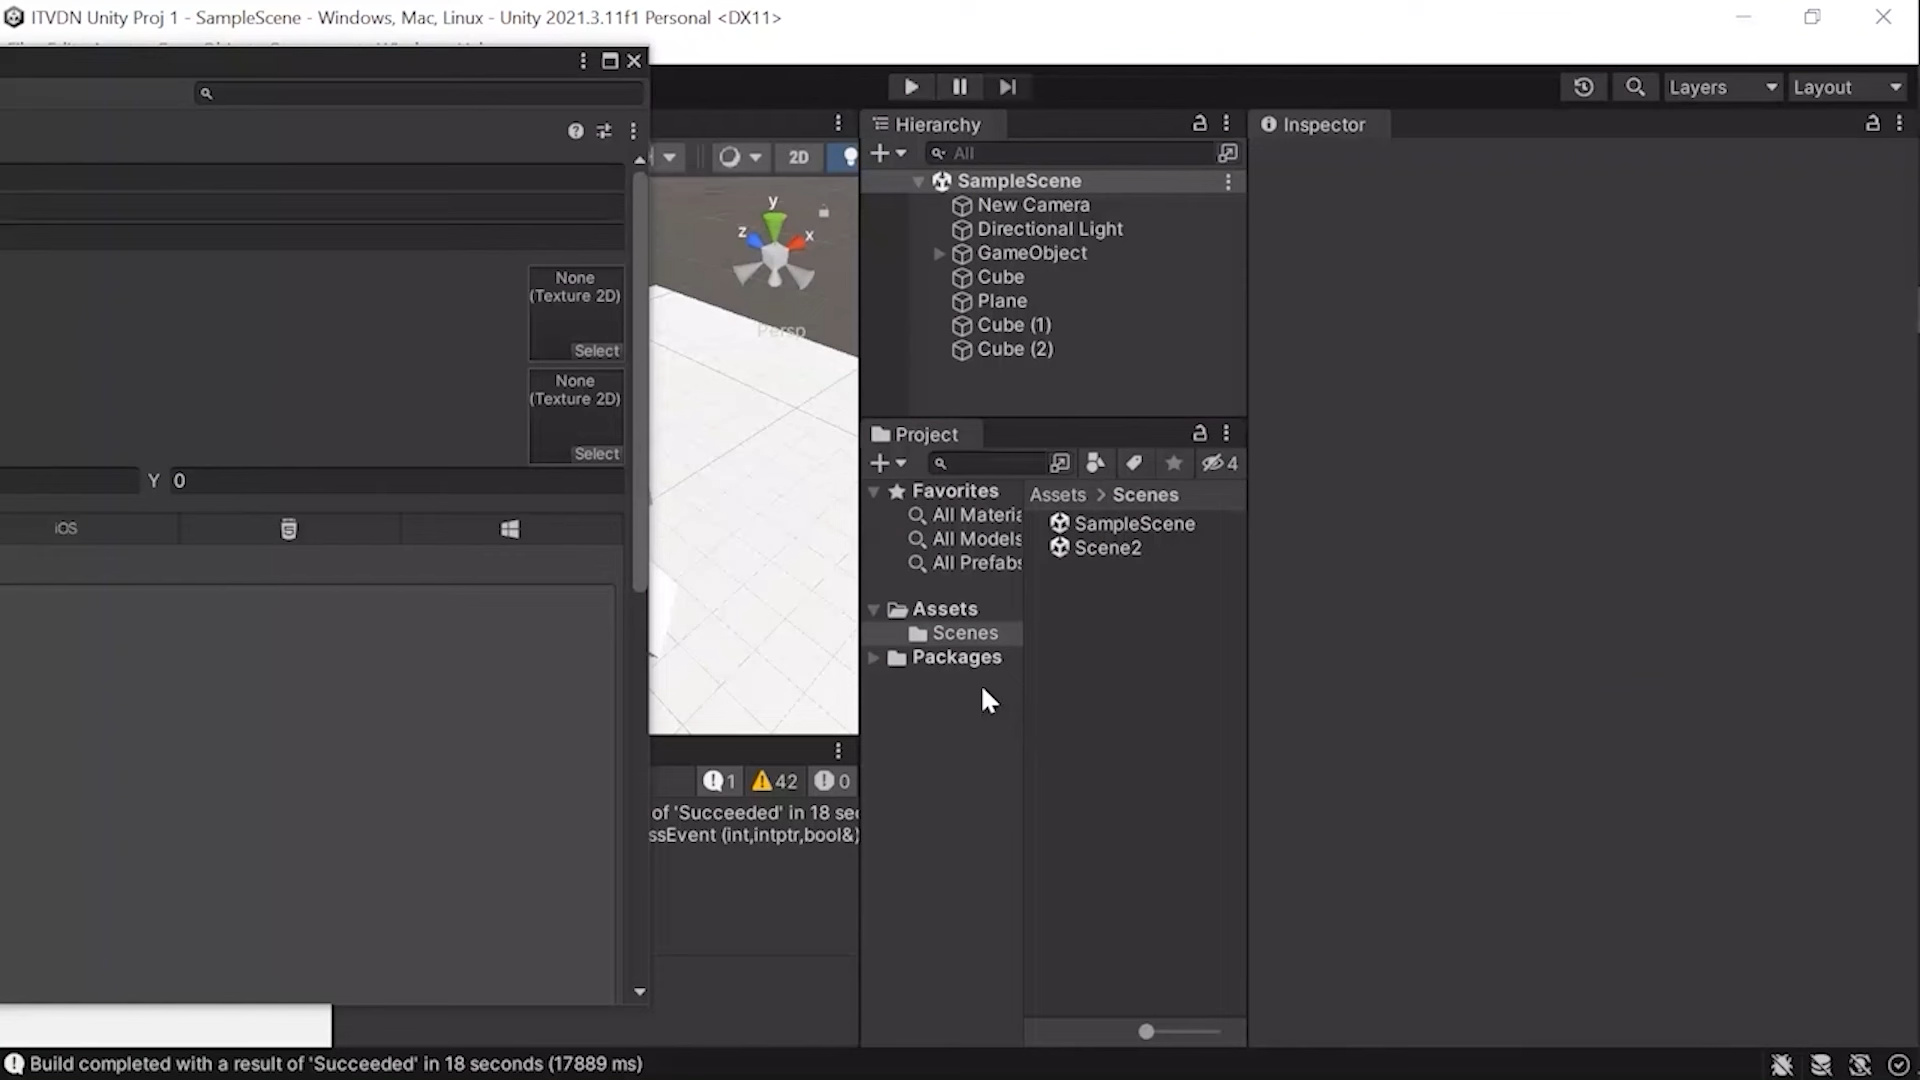 ITVDN Unity Proj 1 - SampleScene - Windows, Mac, Linux - Unity 2021.3.11f1 Personal <DX11>
Layers
Layout
Hierarchy
Inspector
2D
All
SampleScene
New Camera
Directional Light
GameObject
Cube
Plane
Cube (1)
Cube (2)
y
z
x
Persp
None
(Texture 2D)
Select
None
(Texture 2D)
Select
Y 0
iOS
Project
4
Favorites
All Materia
All Models
All Prefabs
Assets
Scenes
Packages
Assets > Scenes
SampleScene
Scene2
1
42
0
of 'Succeeded' in 18 sec
ssEvent (int,intptr,bool&)
Build completed with a result of 'Succeeded' in 18 seconds (17889 ms)